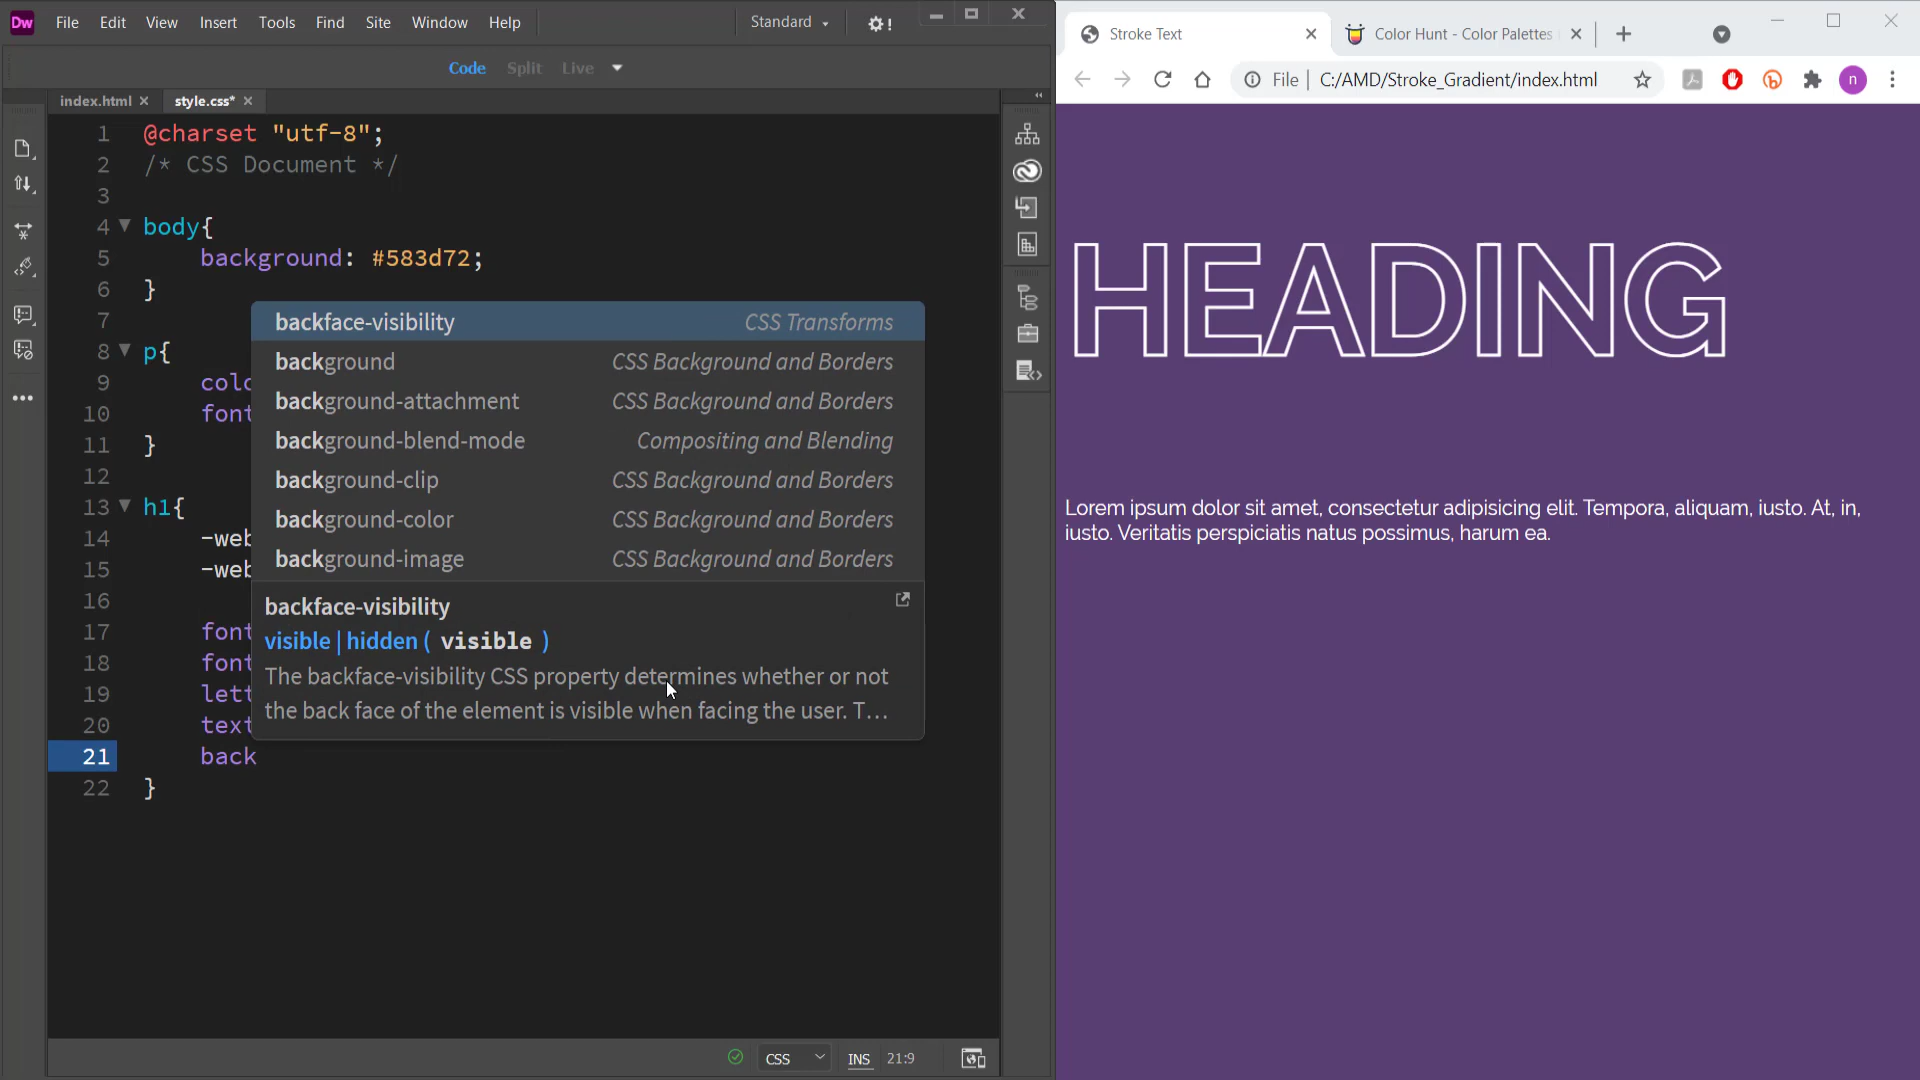 Dw File Edit View Insert Tools Find Site Window Help Standard
Code Split Live
index.html style.css*
1 @charset "utf-8";
2 /* CSS Document */
3
4 body{
5 background: #583d72;
6 }
7
8 p{
9 colo
10 font
11 }
12
13 h1{
14 -web
15 -web
16
17 font
18 font
19 lett
20 text
21 back
22 }
backface-visibility CSS Transforms
background CSS Background and Borders
background-attachment CSS Background and Borders
background-blend-mode Compositing and Blending
background-clip CSS Background and Borders
background-color CSS Background and Borders
background-image CSS Background and Borders
backface-visibility
visible | hidden ( visible )
The backface-visibility CSS property determines whether or not
the back face of the element is visible when facing the user. T...
CSS INS 21:9
Stroke Text Color Hunt - Color Palettes
File C:/AMD/Stroke_Gradient/index.html n
HEADING
Lorem ipsum dolor sit amet, consectetur adipisicing elit. Tempora, aliquam, iusto. At, in,
iusto. Veritatis perspiciatis natus possimus, harum ea.